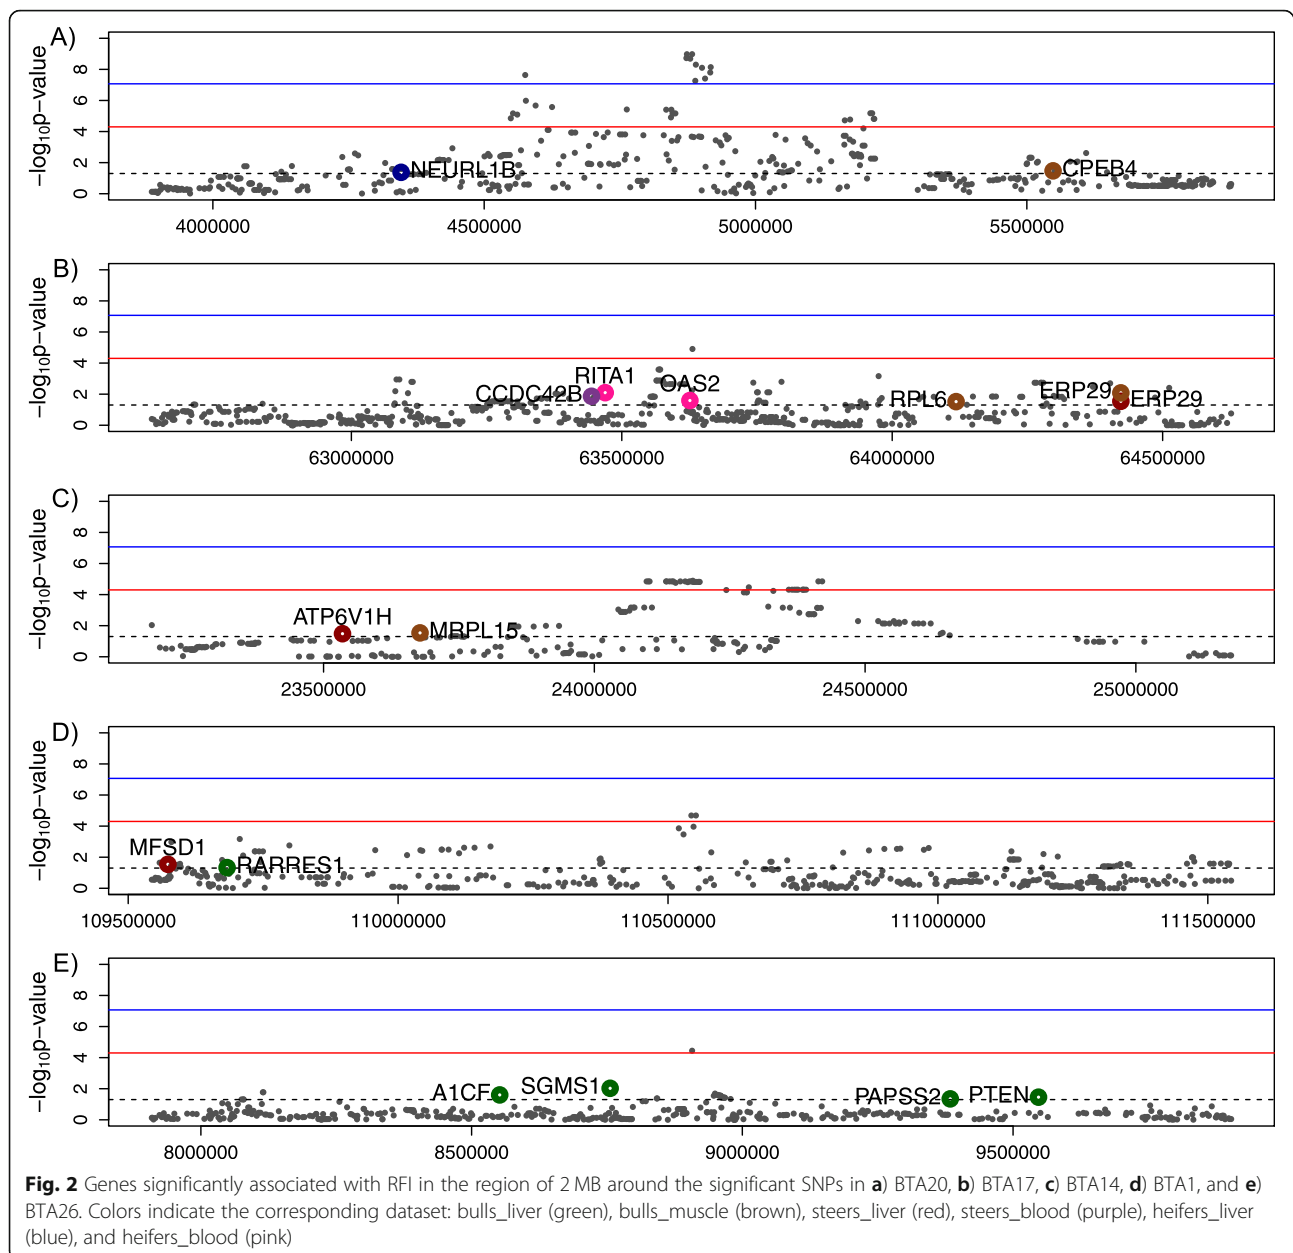 A)
−log10p−value
8
6
4
2
0
NEURL1B
CPEB4
4000000 4500000 5000000 5500000
B)
−log10p−value
8
6
4
2
0
CCDC42B
RITA1
OAS2
RPL6
ERP29
ERP29
63000000 63500000 64000000 64500000
C)
−log10p−value
8
6
4
2
0
ATP6V1H
MRPL15
23500000 24000000 24500000 25000000
D)
−log10p−value
8
6
4
2
0
MFSD1
RARRES1
109500000 110000000 110500000 111000000 111500000
E)
−log10p−value
8
6
4
2
0
A1CF
SGMS1
PAPSS2
PTEN
8000000 8500000 9000000 9500000
Fig. 2 Genes significantly associated with RFI in the region of 2 MB around the significant SNPs in a) BTA20, b) BTA17, c) BTA14, d) BTA1, and e)
BTA26. Colors indicate the corresponding dataset: bulls_liver (green), bulls_muscle (brown), steers_liver (red), steers_blood (purple), heifers_liver
(blue), and heifers_blood (pink)